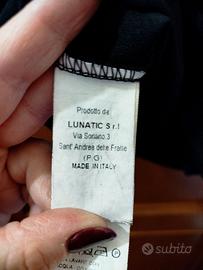 Prodotto da
LUNATIC S r l
Via Soriano, 3
Sant' Andrea delle Fratte
(P.G)
MADE IN ITALY
subito